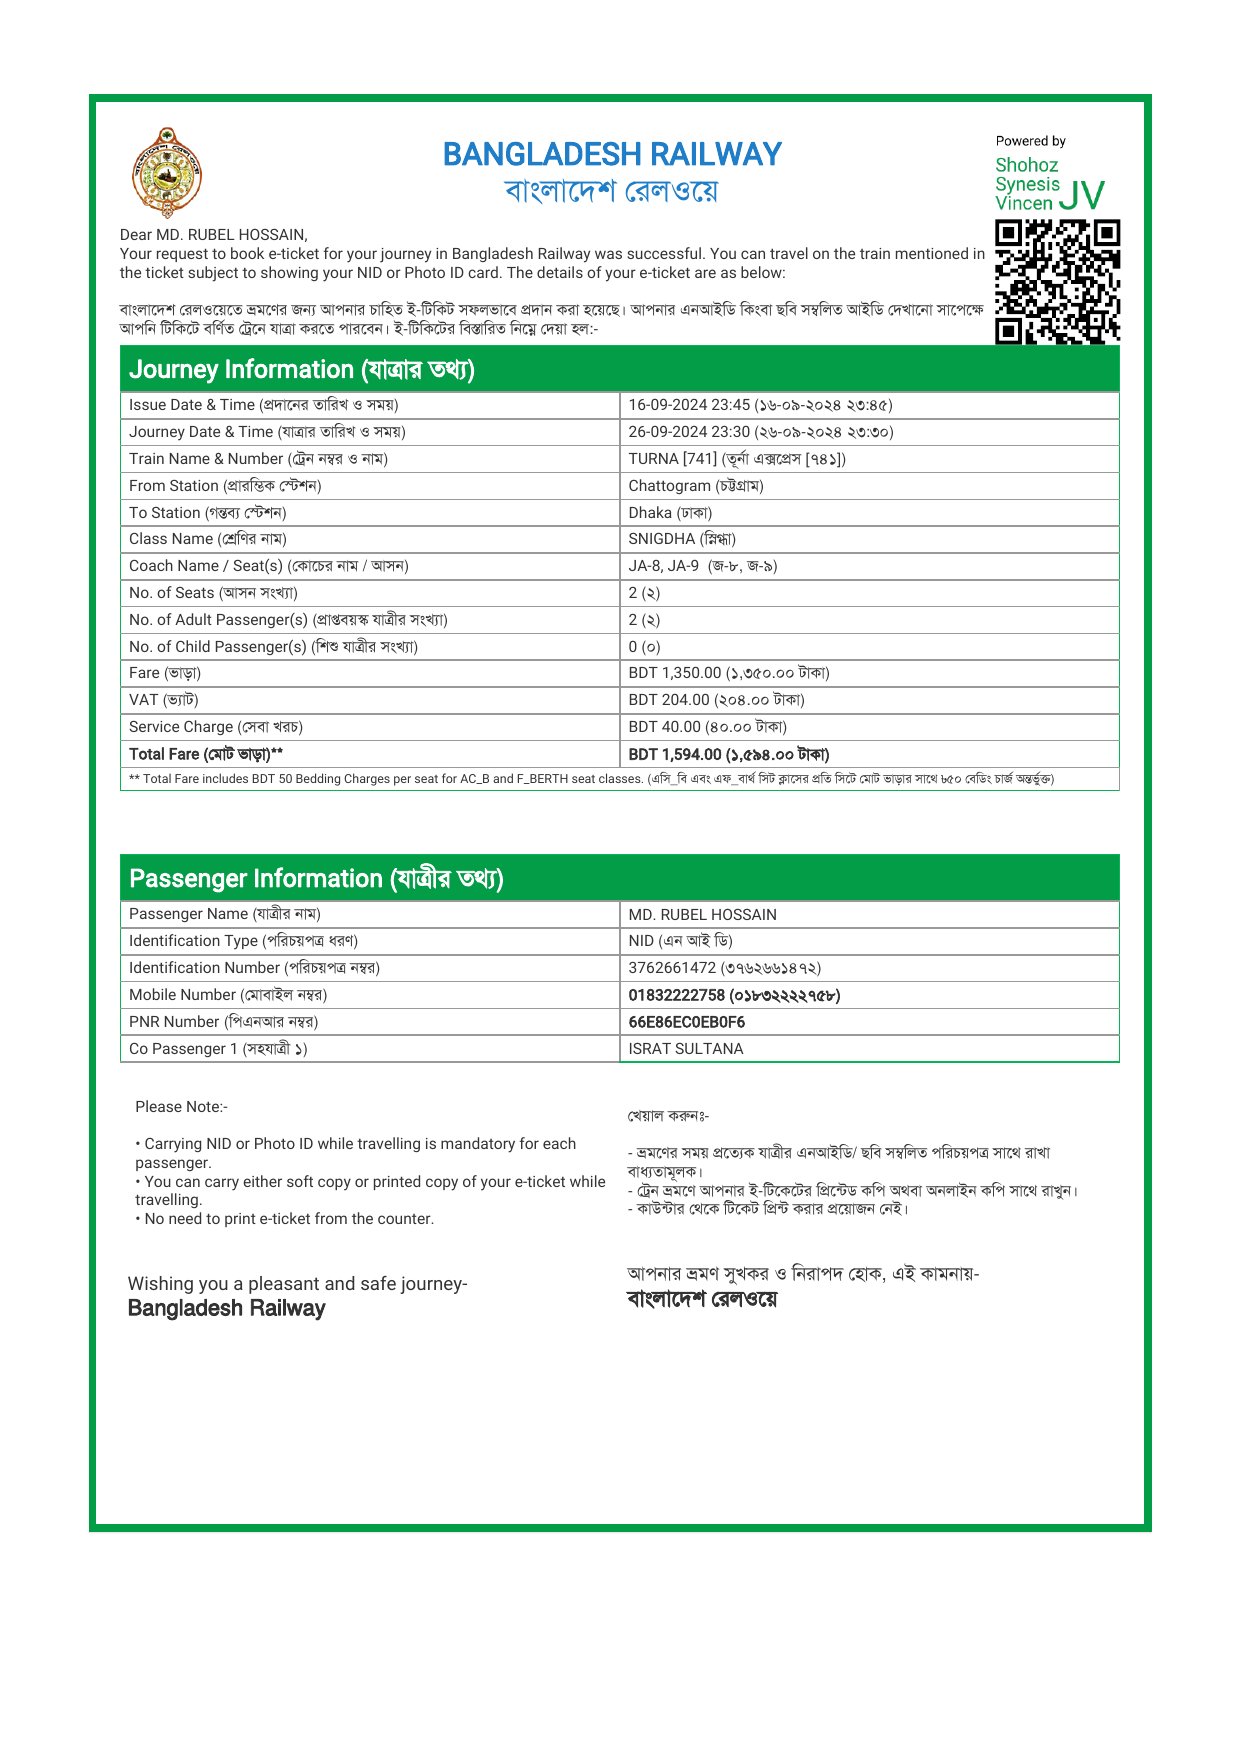 BANGLADESH RAILWAY
বাংলাদেশ রেলওয়ে
Powered by
Shohoz
Synesis
Vincen JV
Dear MD. RUBEL HOSSAIN,
Your request to book e-ticket for your journey in Bangladesh Railway was successful. You can travel on the train mentioned in
the ticket subject to showing your NID or Photo ID card. The details of your e-ticket are as below:
বাংলাদেশ রেলওয়েতে ভ্রমণের জন্য আপনার চাহিত ই-টিকিট সফলভাবে প্রদান করা হয়েছে। আপনার এনআইডি কিংবা ছবি সম্বলিত আইডি দেখানো সাপেক্ষে
আপনি টিকিটে বর্ণিত ট্রেনে যাত্রা করতে পারবেন। ই-টিকিটের বিস্তারিত নিম্নে দেয়া হল:-
Journey Information (যাত্রার তথ্য)
Issue Date & Time (প্রদানের তারিখ ও সময়) 16-09-2024 23:45 (১৬-০৯-২০২৪ ২৩:৪৫)
Journey Date & Time (যাত্রার তারিখ ও সময়) 26-09-2024 23:30 (২৬-০৯-২০২৪ ২৩:৩০)
Train Name & Number (ট্রেন নম্বর ও নাম) TURNA [741] (তূর্না এক্সপ্রেস [৭৪১])
From Station (প্রারম্ভিক স্টেশন) Chattogram (চট্টগ্রাম)
To Station (গন্তব্য স্টেশন) Dhaka (ঢাকা)
Class Name (শ্রেণির নাম) SNIGDHA (স্নিগ্ধা)
Coach Name / Seat(s) (কোচের নাম / আসন) JA-8, JA-9 (জ-৮, জ-৯)
No. of Seats (আসন সংখ্যা) 2 (২)
No. of Adult Passenger(s) (প্রাপ্তবয়স্ক যাত্রীর সংখ্যা) 2 (২)
No. of Child Passenger(s) (শিশু যাত্রীর সংখ্যা) 0 (০)
Fare (ভাড়া) BDT 1,350.00 (১,৩৫০.০০ টাকা)
VAT (ভ্যাট) BDT 204.00 (২০৪.০০ টাকা)
Service Charge (সেবা খরচ) BDT 40.00 (৪০.০০ টাকা)
Total Fare (মোট ভাড়া)** BDT 1,594.00 (১,৫৯৪.০০ টাকা)
** Total Fare includes BDT 50 Bedding Charges per seat for AC_B and F_BERTH seat classes. (এসি_বি এবং এফ_বার্থ সিট ক্লাসের প্রতি সিটে মোট ভাড়ার সাথে ৳৫০ বেডিং চার্জ অন্তর্ভুক্ত)
Passenger Information (যাত্রীর তথ্য)
Passenger Name (যাত্রীর নাম) MD. RUBEL HOSSAIN
Identification Type (পরিচয়পত্র ধরণ) NID (এন আই ডি)
Identification Number (পরিচয়পত্র নম্বর) 3762661472 (৩৭৬২৬৬১৪৭২)
Mobile Number (মোবাইল নম্বর) 01832222758 (০১৮৩২২২২৭৫৮)
PNR Number (পিএনআর নম্বর) 66E86EC0EB0F6
Co Passenger 1 (সহযাত্রী ১) ISRAT SULTANA
Please Note:-
• Carrying NID or Photo ID while travelling is mandatory for each
passenger.
• You can carry either soft copy or printed copy of your e-ticket while
travelling.
• No need to print e-ticket from the counter.
খেয়াল করুনঃ-
- ভ্রমণের সময় প্রত্যেক যাত্রীর এনআইডি/ ছবি সম্বলিত পরিচয়পত্র সাথে রাখা
বাধ্যতামূলক।
- ট্রেন ভ্রমণে আপনার ই-টিকেটের প্রিন্টেড কপি অথবা অনলাইন কপি সাথে রাখুন।
- কাউন্টার থেকে টিকেট প্রিন্ট করার প্রয়োজন নেই।
Wishing you a pleasant and safe journey-
Bangladesh Railway
আপনার ভ্রমণ সুখকর ও নিরাপদ হোক, এই কামনায়-
বাংলাদেশ রেলওয়ে